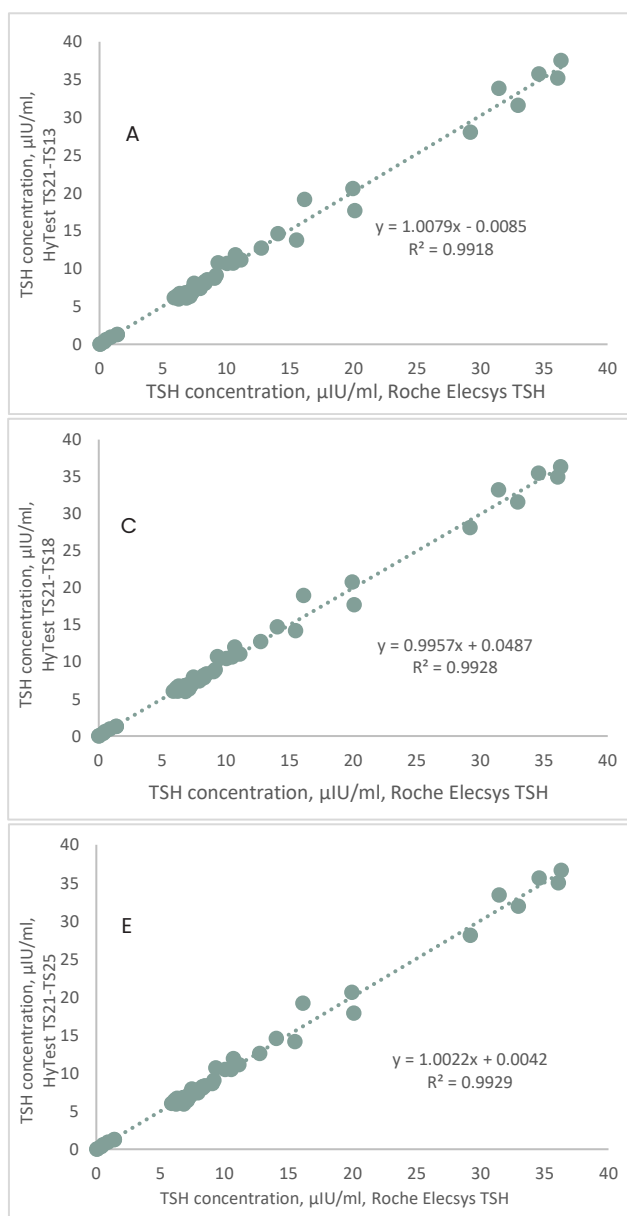 40
35
30
25
20
15
10
5
0
TSH concentration, µIU/ml,
HyTest TS21-TS13
A
y = 1.0079x - 0.0085
R² = 0.9918
0 5 10 15 20 25 30 35 40
TSH concentration, µIU/ml, Roche Elecsys TSH
40
35
30
25
20
15
10
5
0
TSH concentration, µIU/ml,
HyTest TS21-TS18
C
y = 0.9957x + 0.0487
R² = 0.9928
0 5 10 15 20 25 30 35 40
TSH concentration, µIU/ml, Roche Elecsys TSH
40
35
30
25
20
15
10
5
0
TSH concentration, µIU/ml,
HyTest TS21-TS25
E
y = 1.0022x + 0.0042
R² = 0.9929
0 5 10 15 20 25 30 35 40
TSH concentration, µIU/ml, Roche Elecsys TSH